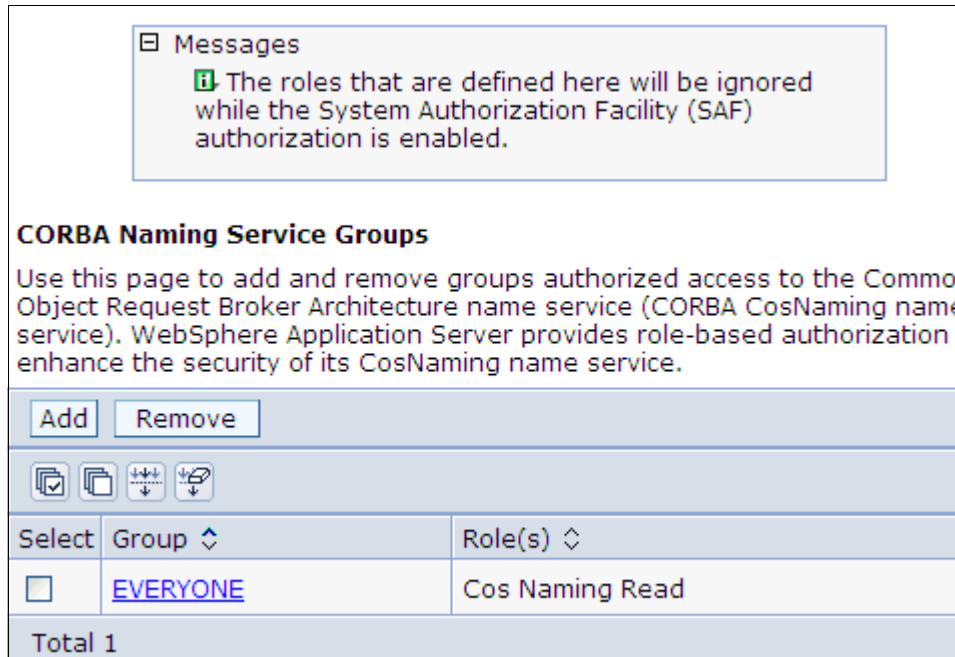 Messages
The roles that are defined here will be ignored
while the System Authorization Facility (SAF)
authorization is enabled.
CORBA Naming Service Groups
Use this page to add and remove groups authorized access to the Commo
Object Request Broker Architecture name service (CORBA CosNaming name
service). WebSphere Application Server provides role-based authorization
enhance the security of its CosNaming name service.
Add Remove
Select Group Role(s)
EVERYONE Cos Naming Read
Total 1